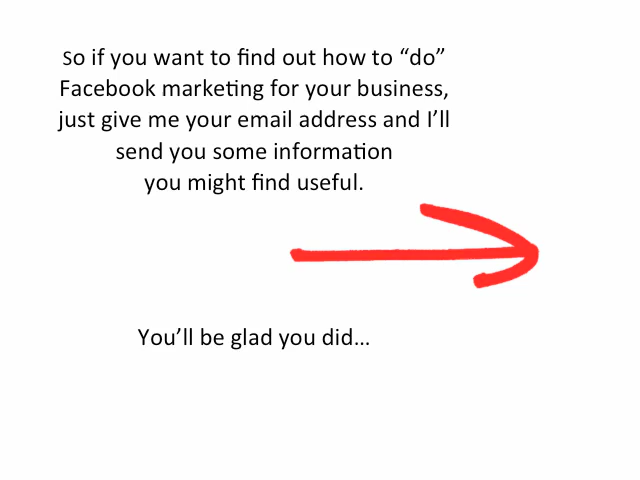 So if you want to find out how to “do”
Facebook marketing for your business,
just give me your email address and I’ll
send you some information
you might find useful.
You’ll be glad you did…